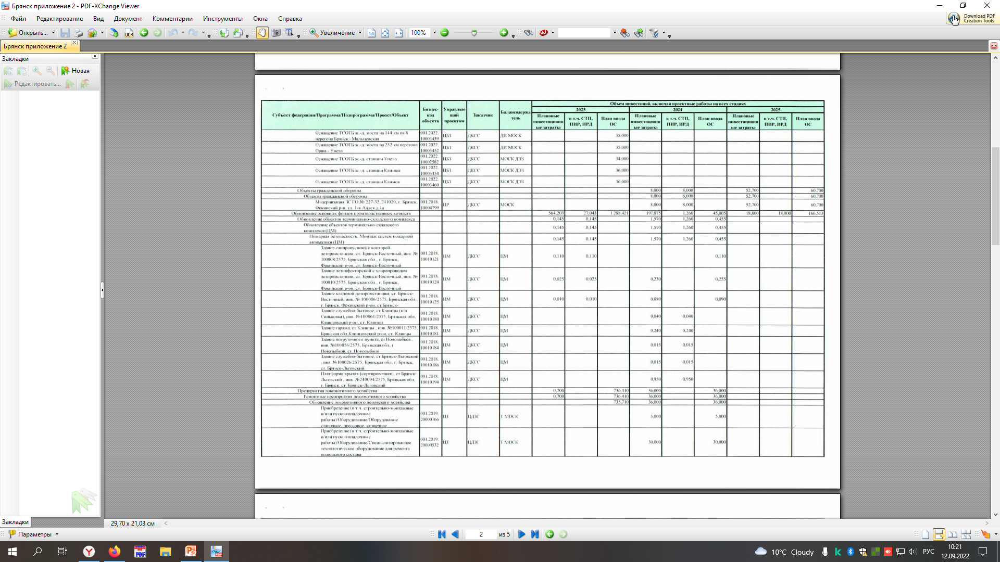 Брянск приложение 2 - PDF-XChange Viewer
Файл Редактирование Вид Документ Комментарии Инструменты Окна Справка
Download PDF
Creation Tools
Открыть... OCR Увеличение 100%
Брянск приложение 2
Закладки
Новая
Редактировать...
Субъект федерации/Программа/Подпрограмма/Проект/Объект
Бизнес-код объекта
Управляющий проектом
Заказчик
Балансодержатель
Объем инвестиций, включая проектные работы на всех стадиях
2023 2024 2025
Плановые инвестиционные затраты в т.ч. СТП, ПИР, ИРД План ввода ОС Плановые инвестиционные затраты в т.ч. СТП, ПИР, ИРД План ввода ОС Плановые инвестиционные затраты в т.ч. СТП, ПИР, ИРД План ввода ОС
Оснащение ТСОТБ ж.-д. моста на 144 км пк 8 перегона Брянск - Мальцевская 001.2022.10003439 ЦБЗ ДКСС ДИ МОСК 35,000
Оснащение ТСОТБ ж.-д. моста на 252 км перегона Орша - Унеча 001.2022.10003452 ЦБЗ ДКСС ДИ МОСК 35,000
Оснащение ТСОТБ ж.-д. станции Унеча 001.2022.10002582 ЦБЗ ДКСС МОСК ДЭЗ 34,000
Оснащение ТСОТБ ж.-д. станции Клинцы 001.2022.10003454 ЦБЗ ДКСС МОСК ДЭЗ 36,000
Оснащение ТСОТБ ж.-д. станции Климов 001.2022.10003460 ЦБЗ ДКСС МОСК ДЭЗ 36,000
Объекты гражданской обороны 8,000 8,000 52,700 60,700
Объекты гражданской обороны 8,000 8,000 52,700 60,700
Модернизация ЗС ГО № 227-32, 241020, г. Брянск, Фокинский р-н, ул. 1-я Аллея д.1а 001.2018.10004799 ЦР ДКСС МОСК 8,000 8,000 52,700 60,700
Обновление основных фондов производственных хозяйств 564,203 27,043 1 288,421 197,875 1,260 45,005 18,000 18,000 166,513
Обновление объектов терминально-складского комплекса 0,145 0,145 1,570 1,260 0,455
Обновление объектов терминально-складского комплекса (ЦМ) 0,145 0,145 1,570 1,260 0,455
Пожарная безопасность. Монтаж систем пожарной автоматики (ЦМ) 0,145 0,145 1,570 1,260 0,455
Здание санпропусника с конторой дезпромстанции, ст. Брянск-Восточный, инв. № 100008/2575, Брянская обл., г. Брянск, Фркинский р-он, ст. Брянск-Восточный 001.2018.10010121 ЦМ ДКСС ЦМ 0,110 0,110 0,110
Здание дезинфекторской с хлоропроводом дезпромстанции, ст. Брянск-Восточный, инв. № 100010/2575, Брянская обл., г. Брянск, Фркинский р-он, ст. Брянск-Восточный 001.2018.10010124 ЦМ ДКСС ЦМ 0,025 0,025 0,230 0,255
Здание кладовой дезпромстанции, ст. Брянск-Восточный, инв. № 100006/2575, Брянская обл., г. Брянск, Фркинский р-он, ст.Брянск- 001.2018.10010125 ЦМ ДКСС ЦМ 0,010 0,010 0,080 0,090
Здание служебно-бытовое, ст Клинцы (п/п Синьковка), инв. №100061/2575, Брянская обл, Клинцовский р-он, ст. Клинцы 001.2018.10010180 ЦМ ДКСС ЦМ 0,040 0,040
Здание гаража, ст Клинцы , инв. №100011/2575, Брянская обл,Клинцовский р-он, ст. Клинцы 001.2018.10010181 ЦМ ДКСС ЦМ 0,240 0,240
Здание погрузочного пункта, ст Новозыбков , инв. №100056/2575, Брянская обл, г. Новозыбков, ст. Новозыбков 001.2018.10010184 ЦМ ДКСС ЦМ 0,015 0,015
Здание служебно-бытовое, ст Брянск-Льговский , инв. №100026/2575, Брянская обл, г. Брянск, ст. Брянск-Льговский 001.2018.10010186 ЦМ ДКСС ЦМ 0,015 0,015
Платформа крытая (сортировочная), ст Брянск-Льговский , инв. №240094/2575, Брянская обл, г. Брянск, ст. Брянск-Льговский 001.2018.10010194 ЦМ ДКСС ЦМ 0,950 0,950
Предприятия локомотивного хозяйства 0,700 736,410 36,000 36,000
Ремонтные предприятия локомотивного хозяйства 0,700 736,410 36,000 36,000
Обновление локомотивного деповского хозяйства 735,710 36,000 36,000
Приобретение (в т.ч. строительно-монтажные и/или пуско-наладочные работы)/Оборудование/Оборудование станочное, прессовое, кузнечное 001.2019.20000166 ЦТ ЦДЗС Т МОСК 5,000 5,000
Приобретение (в т.ч. строительно-монтажные и/или пуско-наладочные работы)/Оборудование/Специализированное технологическое оборудование для ремонта подвижного состава 001.2019.20000532 ЦТ ЦДЗС Т МОСК 30,000 30,000
Закладки
29,70 x 21,03 см
Параметры
2 из 5
10°C Cloudy РУС 10:21
12.09.2022